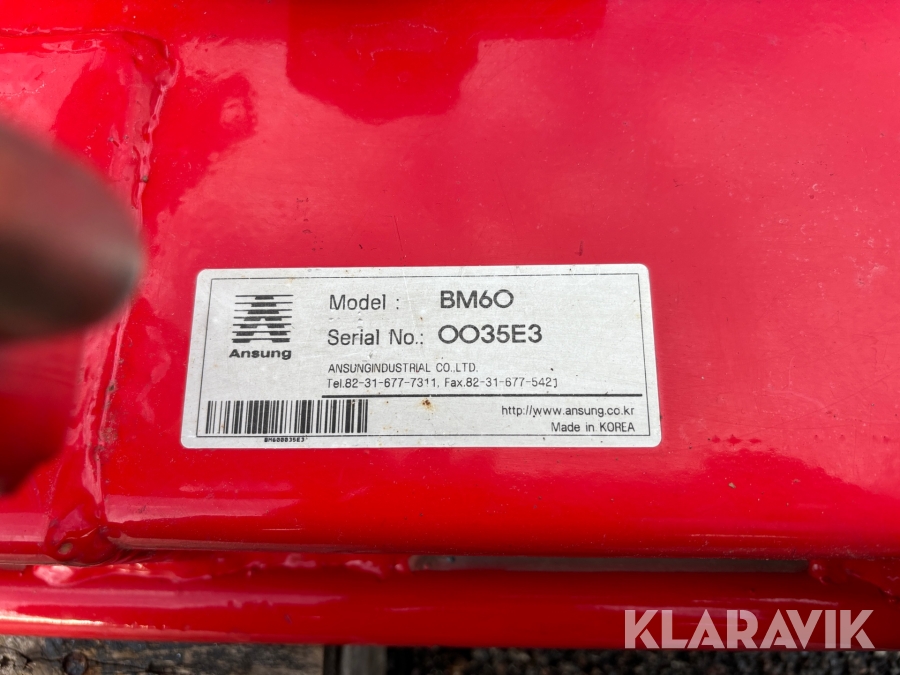 Ansung
Model : BM60
Serial No.: 0035E3
ANSUNGINDUSTRIAL CO.,LTD.
Tel.82-31-677-7311, Fax.82-31-677-5421
BM600035E3
http://www.ansung.co.kr
Made in KOREA
KLARAVIK